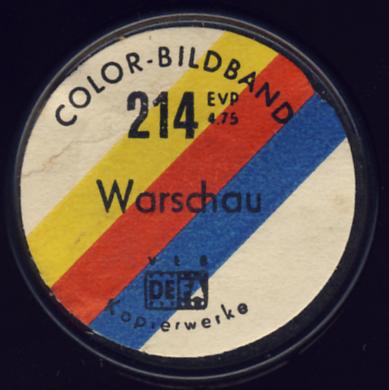 COLOR-BILDBAND
214 EVP
4.75
Warschau
VEB
DEFA
Kopierwerke